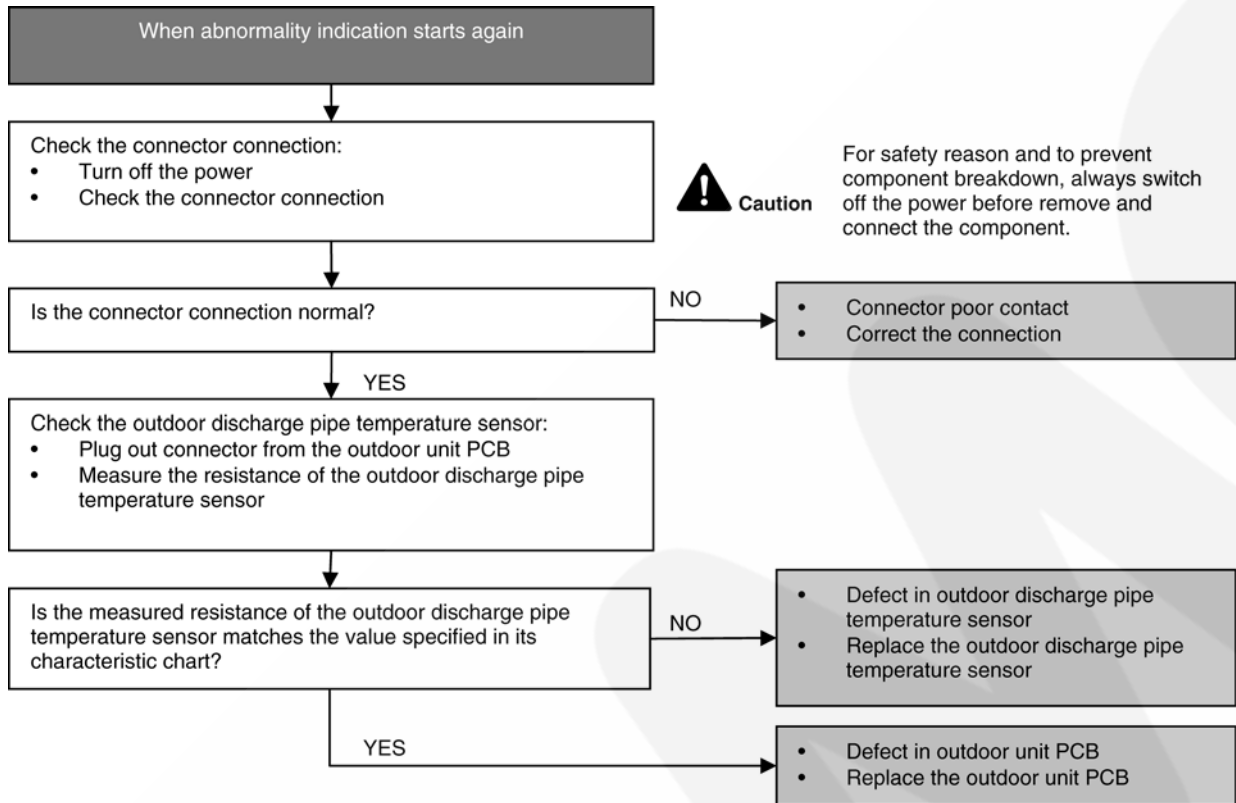 When abnormality indication starts again
Check the connector connection:
• Turn off the power
• Check the connector connection
Caution
For safety reason and to prevent
component breakdown, always switch
off the power before remove and
connect the component.
Is the connector connection normal?
NO
• Connector poor contact
• Correct the connection
YES
Check the outdoor discharge pipe temperature sensor:
• Plug out connector from the outdoor unit PCB
• Measure the resistance of the outdoor discharge pipe
temperature sensor
Is the measured resistance of the outdoor discharge pipe
temperature sensor matches the value specified in its
characteristic chart?
NO
• Defect in outdoor discharge pipe
temperature sensor
• Replace the outdoor discharge pipe
temperature sensor
YES
• Defect in outdoor unit PCB
• Replace the outdoor unit PCB